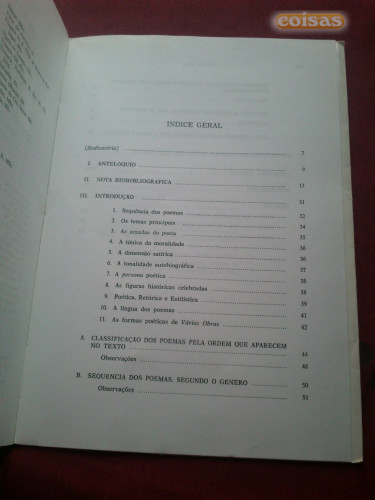 coisas
ÍNDICE GERAL
[Dedicatória] 7
I. ANTELÓQUIO 9
II. NOTA BIOBIBLIOGRÁFICA 13
III. INTRODUÇÃO 31
1. Sequência dos poemas 32
2. Os temas principais 34
3. As amadas do poeta 35
4. A tónica da moralidade 36
5. A dimensão satírica 36
6. A tonalidade autobiográfica 37
7. A persona poética 38
8. As figuras históricas celebradas 38
9. Poética, Retórica e Estilística 39
10. A língua dos poemas 41
11. As formas poéticas de Várias Obras 42
A. CLASSIFICAÇÃO DOS POEMAS PELA ORDEM QUE APARECEM
NO TEXTO 44
Observações 48
B. SEQUÊNCIA DOS POEMAS, SEGUNDO O GÉNERO 50
Observações 51